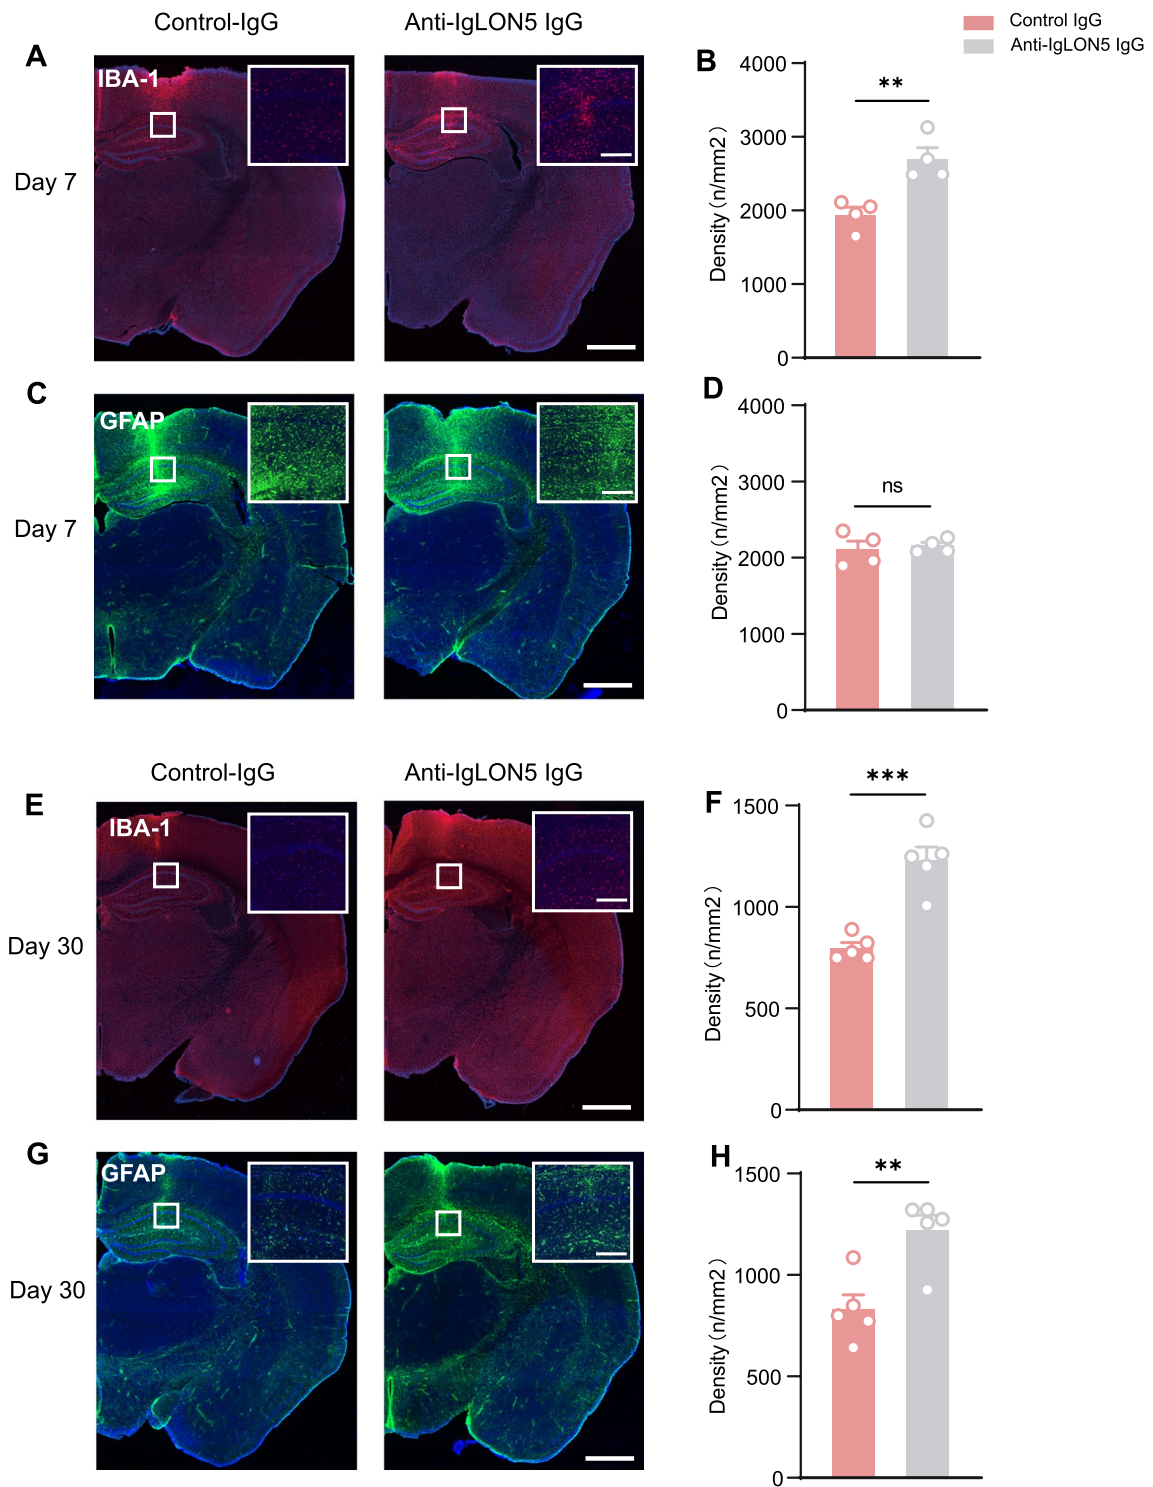 Control-IgG
Anti-IgLON5 IgG
Control IgG
Anti-IgLON5 IgG
A
IBA-1
Day 7
B
4000
3000
2000
1000
0
Density (n/mm2)
**
C
GFAP
Day 7
D
4000
3000
2000
1000
0
Density (n/mm2)
ns
Control-IgG
Anti-IgLON5 IgG
E
IBA-1
Day 30
F
1500
1000
500
0
Density (n/mm2)
***
G
GFAP
Day 30
H
1500
1000
500
0
Density (n/mm2)
**